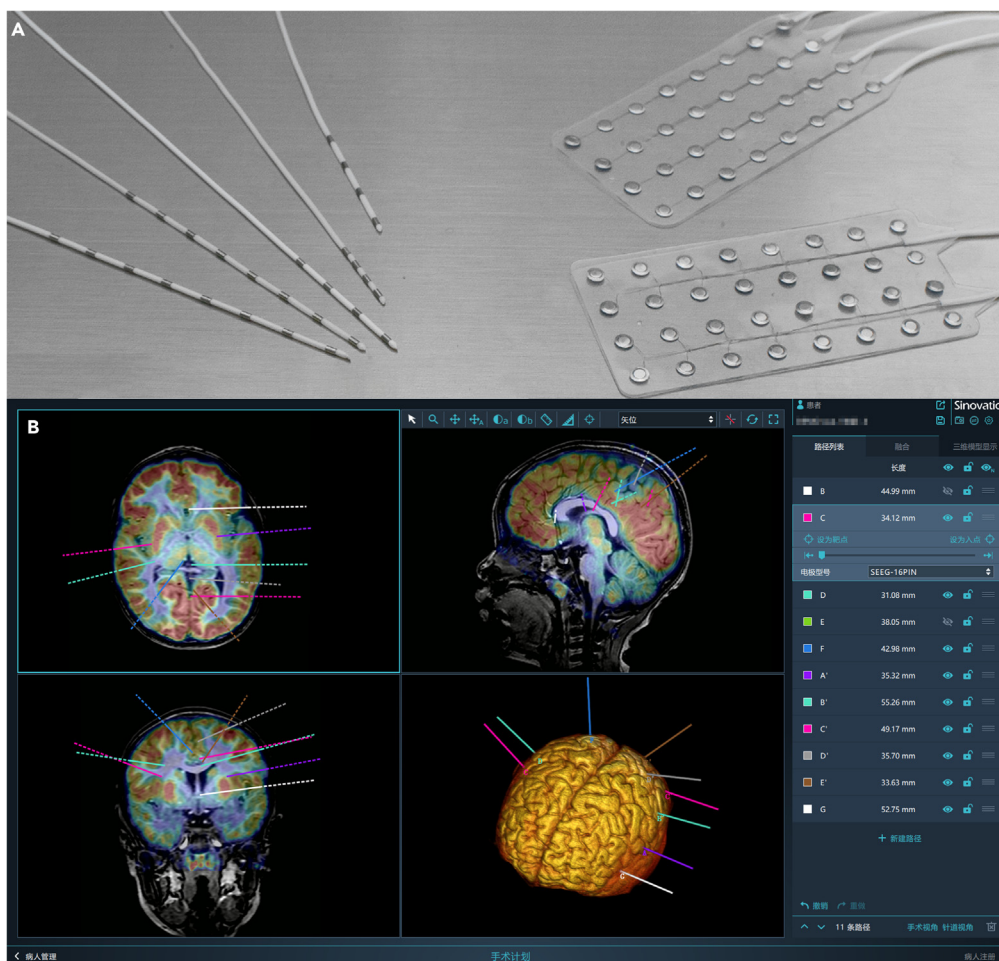 A
B
矢位
患者
Sinovatic
路径列表
融合
三维模型显示
长度
B 44.99 mm
C 34.12 mm
设为靶点
设为入点
电极型号
SEEG-16PIN
D 31.08 mm
E 38.05 mm
F 42.98 mm
A' 35.32 mm
B' 55.26 mm
C' 49.17 mm
D' 35.70 mm
E' 33.63 mm
G 52.75 mm
+ 新建路径
撤销
重做
11 条路径
手术视角 针道视角
病人管理
手术计划
病人注册